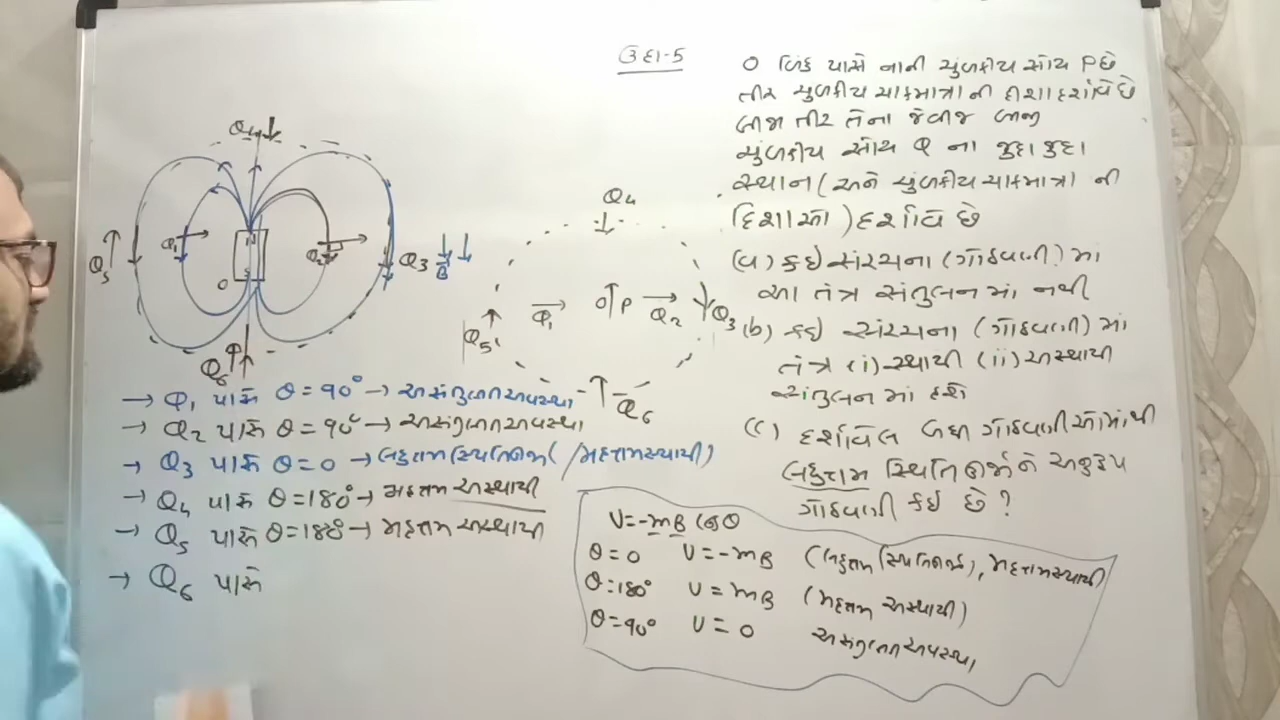 ઉદા-5
O બિંદુ પાસે નાની ચુંબકીય સોય P છે
તીર ચુંબકીય ચાકમાત્રા ની દીશા દર્શાવે છે
બીજા તીર તેના જેવીજ બીજી
ચુંબકીય સોય Q ના જુદા જુદા
સ્થાન (અને ચુંબકીય ચાકમાત્રા ની
દિશાઓ) દર્શાવે છે
(a) કઇ સંરચના (ગોઠવણી) માં
આ તંત્ર સંતુલન માં નથી
(b) કઇ સંરચના (ગોઠવણી) માં
તંત્ર (i) સ્થાયી (ii) અસ્થાયી
સંતુલન માં હશે
(c) દર્શાવેલ બધી ગોઠવણીઓમાંથી
લઘુત્તમ સ્થિતિઊર્જાને અનુરૂપ
ગોઠવણી કઇ છે ?
Q4
Q5
Q1
N
S
O
Q2
Q3
B
Q6
Q4
Q5
Q1
O
P
Q2
Q3
Q6
→ Q1 પાસે θ = 90° → અસંતુલન અવસ્થા
→ Q2 પાસે θ = 90° → અસંતુલન અવસ્થા
→ Q3 પાસે θ = 0 → લઘુત્તમ સ્થિતિઊર્જા (/મહત્તમ સ્થાયી)
→ Q4 પાસે θ = 180° → મહત્તમ અસ્થાયી
→ Q5 પાસે θ = 180° → મહત્તમ અસ્થાયી
→ Q6 પાસે
U = -mB cosθ
θ = 0 U = -mB (લઘુત્તમ સ્થિતિઊર્જા), મહત્તમ સ્થાયી
θ = 180° U = mB (મહત્તમ અસ્થાયી)
θ = 90° U = 0 અસંતુલન અવસ્થા